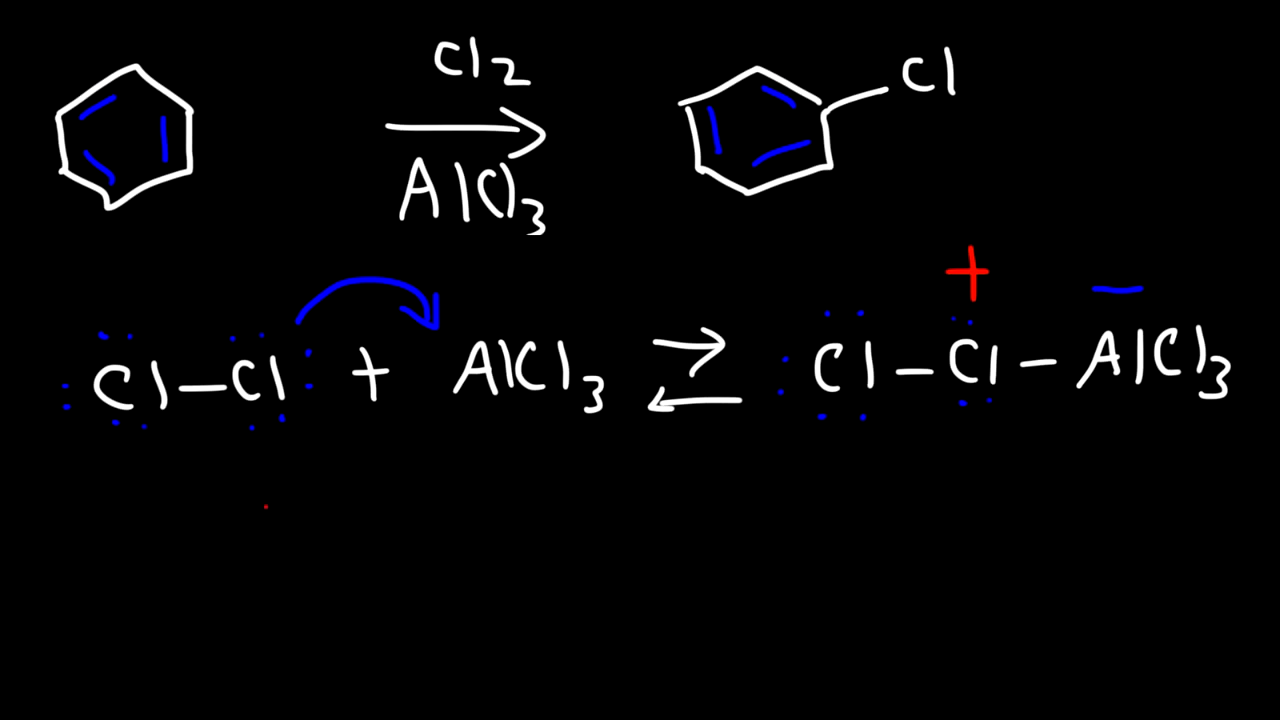 Cl2
AlCl3
Cl
+ −
Cl–Cl + AlCl3 ⇌ Cl–Cl–AlCl3